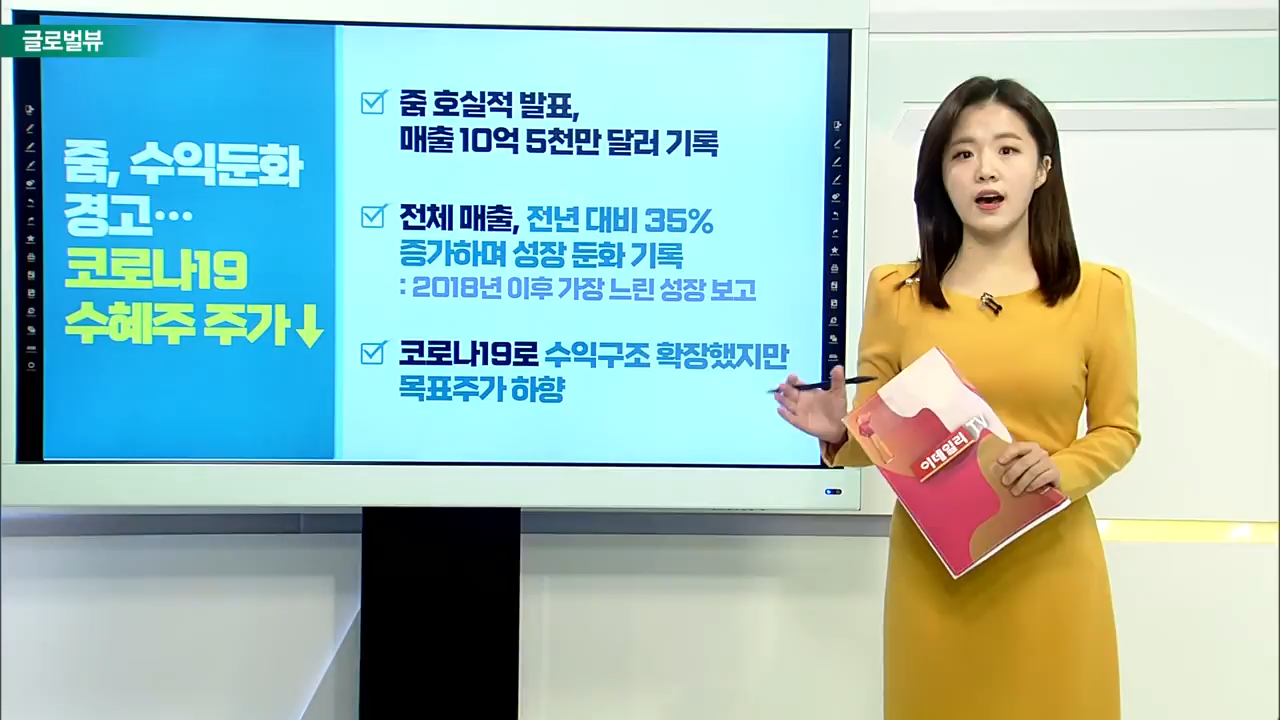 글로벌뷰
줌, 수익둔화
경고…
코로나19
수혜주 주가↓
줌 호실적 발표,
매출 10억 5천만 달러 기록
전체 매출, 전년 대비 35%
증가하며 성장 둔화 기록
: 2018년 이후 가장 느린 성장 보고
코로나19로 수익구조 확장했지만
목표주가 하향
이데일리 TV